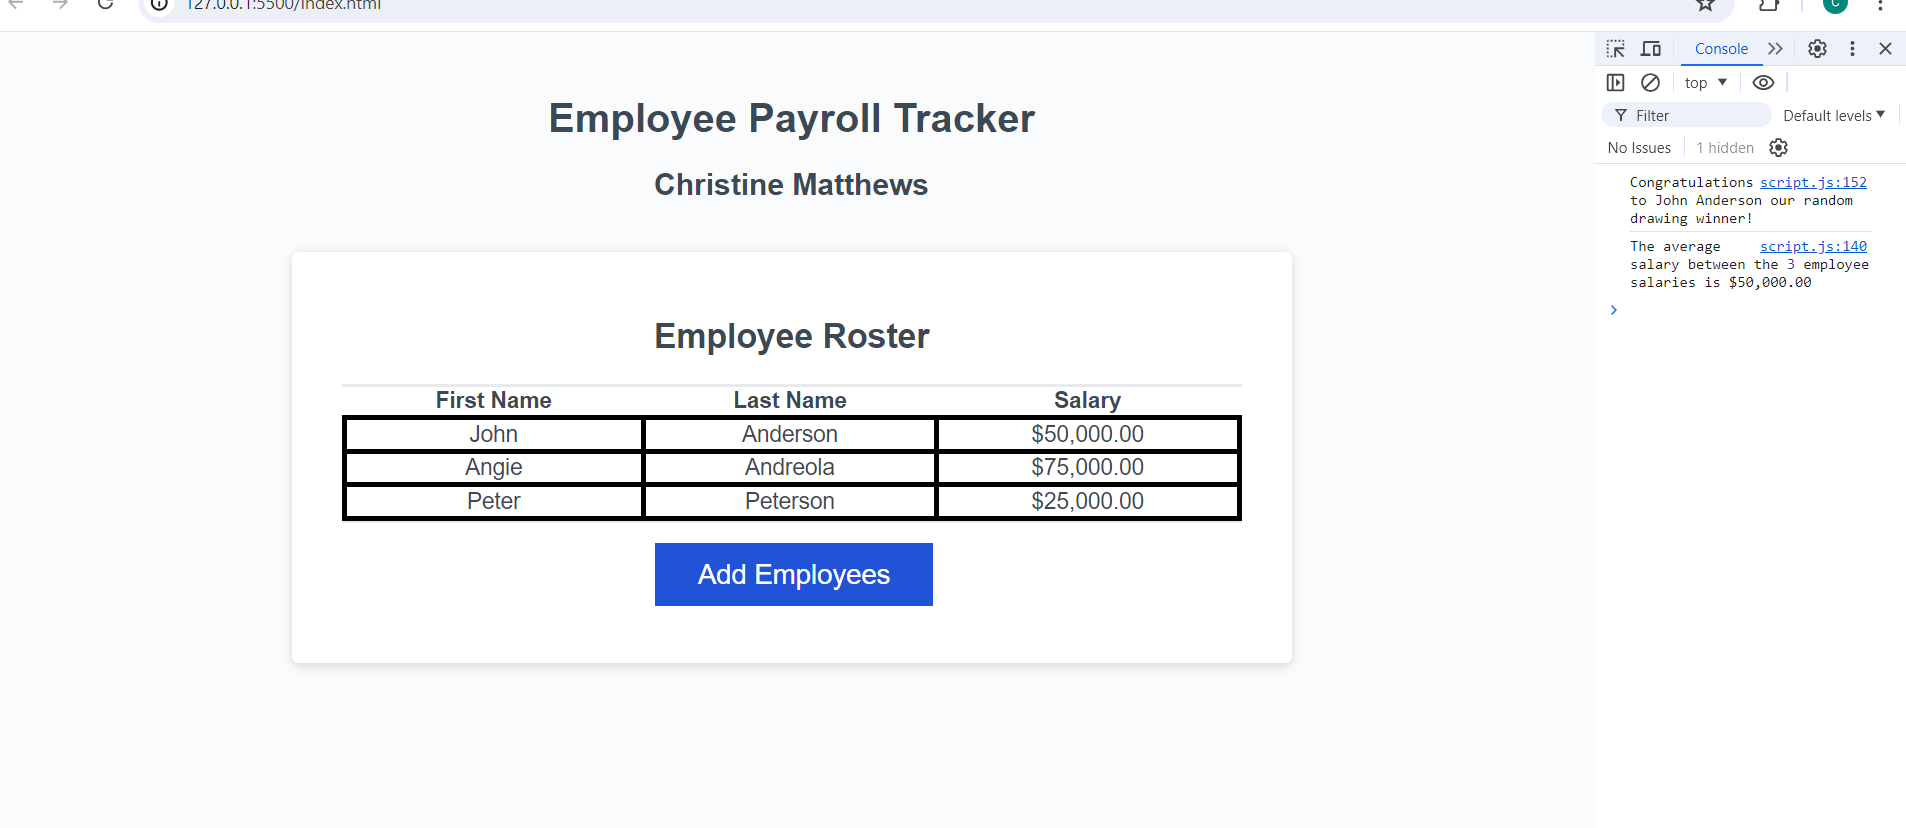 127.0.0.1:5500/index.html
C
Console
top
Filter
Default levels
No Issues
1 hidden
Employee Payroll Tracker
Christine Matthews
Employee Roster
First Name Last Name Salary
John Anderson $50,000.00
Angie Andreola $75,000.00
Peter Peterson $25,000.00
Add Employees
Congratulations script.js:152
to John Anderson our random
drawing winner!
The average script.js:140
salary between the 3 employee
salaries is $50,000.00